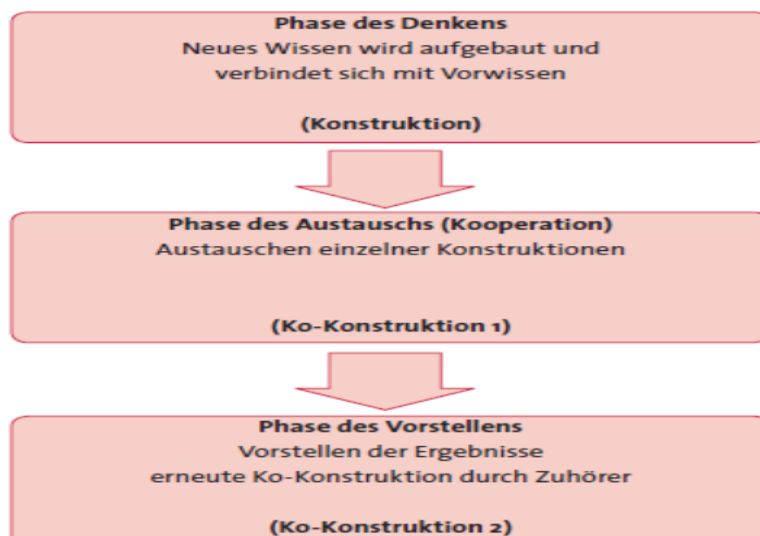 Phase des Denkens
Neues Wissen wird aufgebaut und
verbindet sich mit Vorwissen
(Konstruktion)
Phase des Austauschs (Kooperation)
Austauschen einzelner Konstruktionen
(Ko-Konstruktion 1)
Phase des Vorstellens
Vorstellen der Ergebnisse
erneute Ko-Konstruktion durch Zuhörer
(Ko-Konstruktion 2)